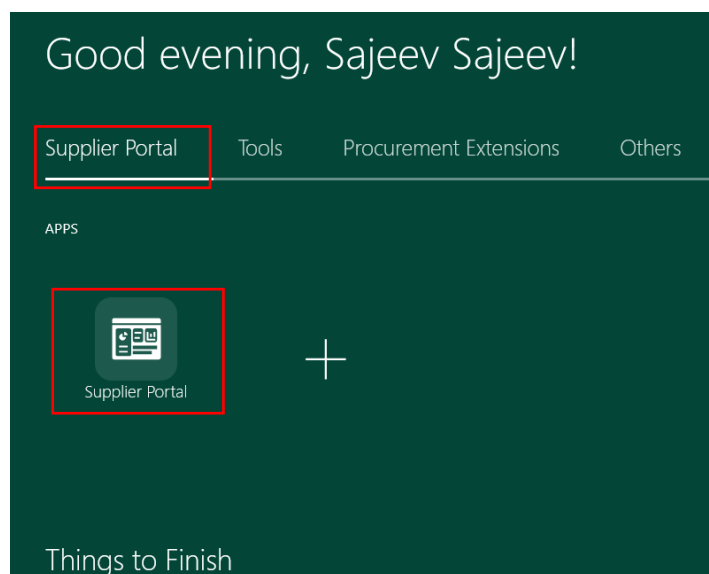 Good evening, Sajeev Sajeev!
Supplier Portal Tools Procurement Extensions Others
APPS
Supplier Portal
Things to Finish